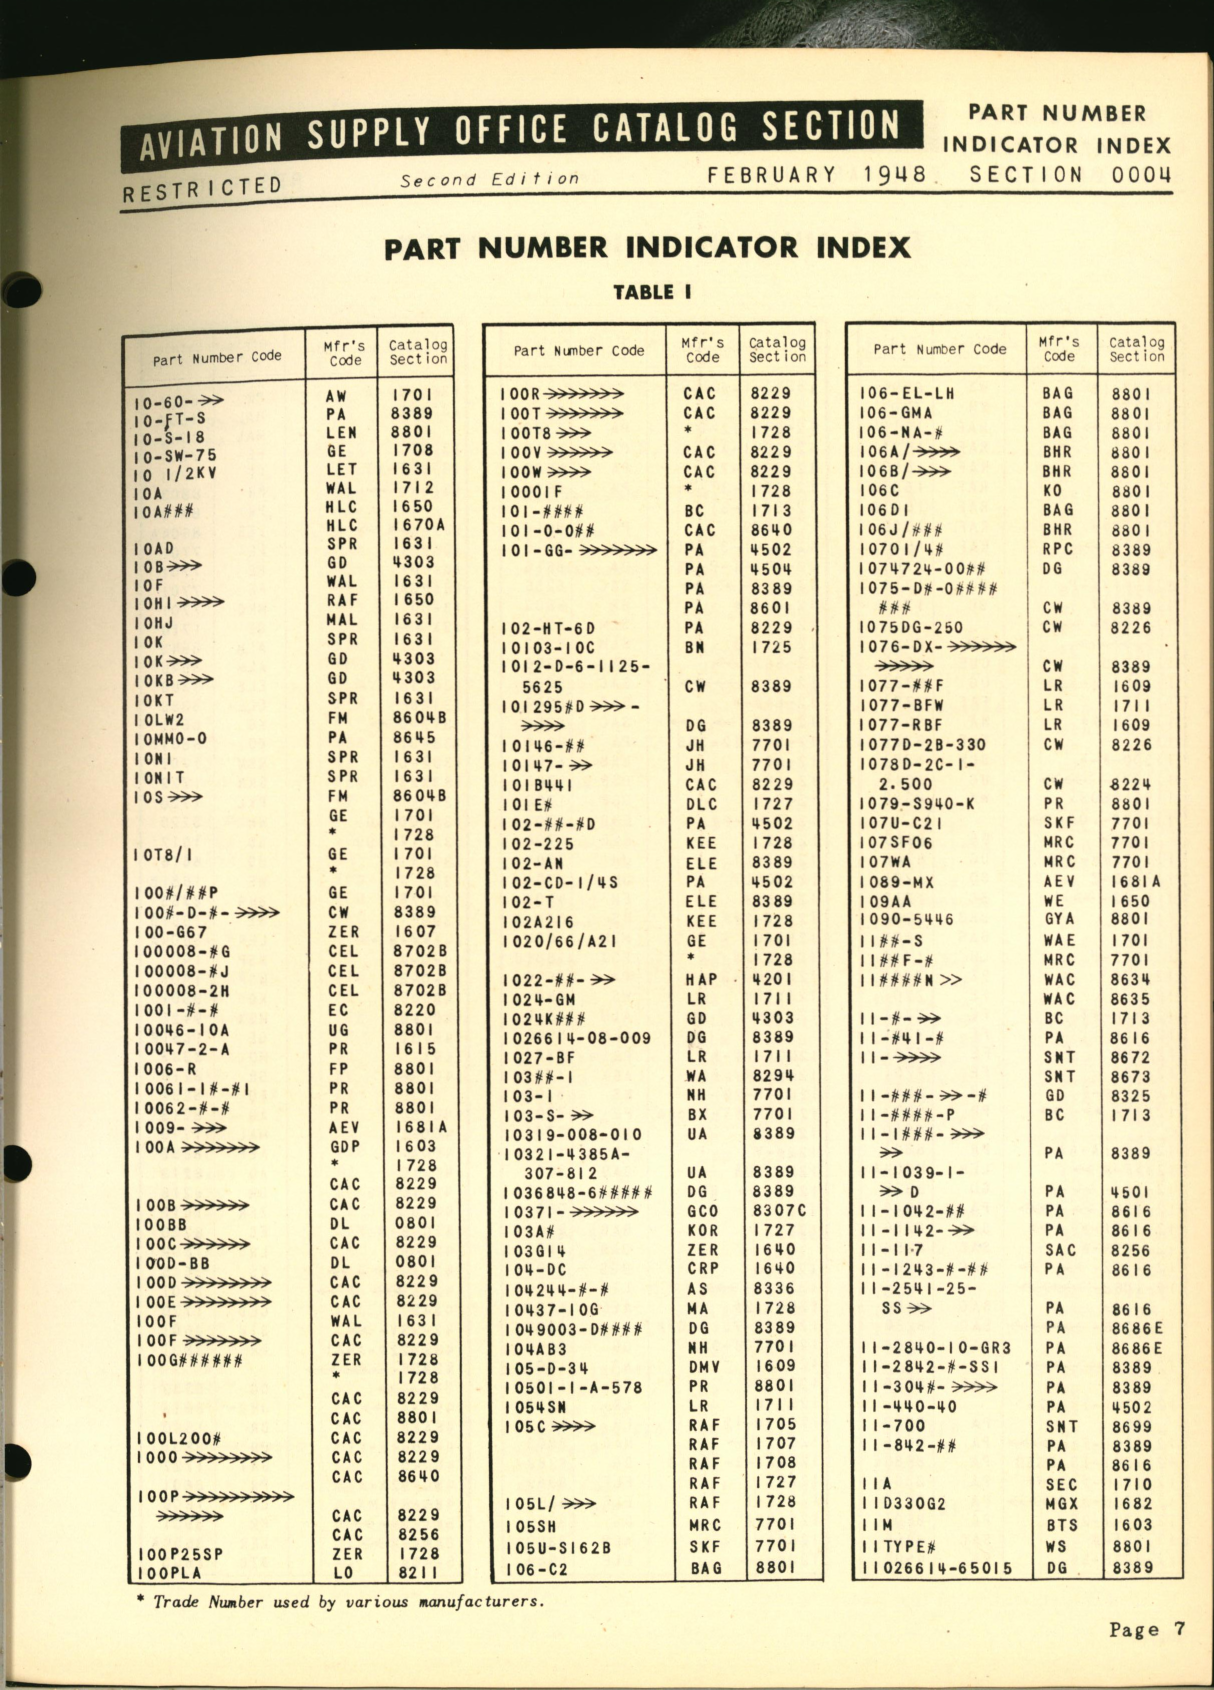 AVIATION SUPPLY OFFICE CATALOG SECTION
PART NUMBER
INDICATOR INDEX
RESTRICTED Second Edition FEBRUARY 1948 SECTION 0004
PART NUMBER INDICATOR INDEX
TABLE I
Part Number Code Mfr's Code Catalog Section
10-60-≫ AW 1701
10-FT-S PA 8389
10-S-18 LEN 8801
10-SW-75 GE 1708
10 1/2KV LET 1631
10A WAL 1712
10A### HLC 1650
HLC 1670A
10AD SPR 1631
10B>>> GD 4303
10F WAL 1631
10H1>>>> RAF 1650
10HJ MAL 1631
10K SPR 1631
10K>>> GD 4303
10KB>>> GD 4303
10KT SPR 1631
10LW2 FM 8604B
10MMO-0 PA 8645
10N1 SPR 1631
10N1T SPR 1631
10S>>> FM 8604B
GE 1701
* 1728
10T8/1 GE 1701
* 1728
100#/##P GE 1701
100#-D-#->>>> CW 8389
100-G67 ZER 1607
100008-#G CEL 8702B
100008-#J CEL 8702B
100008-2H CEL 8702B
1001-#-# EC 8220
10046-10A UG 8801
10047-2-A PR 1615
1006-R FP 8801
10061-1#-#1 PR 8801
10062-#-# PR 8801
1009->>> AEV 1681A
100A>>>>>>> GDP 1603
* 1728
CAC 8229
100B>>>>>> CAC 8229
100BB DL 0801
100C>>>>>> CAC 8229
100D-BB DL 0801
100D>>>>>>>> CAC 8229
100E>>>>>>>> CAC 8229
100F WAL 1631
100F>>>>>>> CAC 8229
100G###### ZER 1728
* 1728
CAC 8229
CAC 8801
100L200# CAC 8229
1000>>>>>>>> CAC 8229
CAC 8640
100P>>>>>>>>>>
>>>>>> CAC 8229
CAC 8256
100P25SP ZER 1728
100PLA LO 8211
Part Number Code Mfr's Code Catalog Section
100R>>>>>>> CAC 8229
100T>>>>>>> CAC 8229
100T8>>> * 1728
100V>>>>>> CAC 8229
100W>>>> CAC 8229
10001F * 1728
101-#### BC 1713
101-0-0## CAC 8640
101-GG->>>>>>> PA 4502
PA 4504
PA 8389
PA 8601
102-HT-6D PA 8229
10103-10C BN 1725
1012-D-6-1125-
5625 CW 8389
101295#D>>>-
>>>> DG 8389
10146-## JH 7701
10147->> JH 7701
101B441 CAC 8229
101E# DLC 1727
102-##-#D PA 4502
102-225 KEE 1728
102-AN ELE 8389
102-CD-1/4S PA 4502
102-T ELE 8389
102A216 KEE 1728
1020/66/A21 GE 1701
* 1728
1022-##->> HAP 4201
1024-GM LR 1711
1024K### GD 4303
1026614-08-009 DG 8389
1027-BF LR 1711
103##-1 WA 8294
103-1 NH 7701
103-S->> BX 7701
10319-008-010 UA 8389
10321-4385A-
307-812 UA 8389
1036848-6##### DG 8389
10371->>>>>> GCO 8307C
103A# KOR 1727
103G14 ZER 1640
104-DC CRP 1640
104244-#-# AS 8336
10437-10G MA 1728
1049003-D#### DG 8389
104AB3 NH 7701
105-D-34 DMV 1609
10501-1-A-578 PR 8801
1054SN LR 1711
105C>>>> RAF 1705
RAF 1707
RAF 1708
RAF 1727
105L/>>> RAF 1728
105SH MRC 7701
105U-S162B SKF 7701
106-C2 BAG 8801
Part Number Code Mfr's Code Catalog Section
106-EL-LH BAG 8801
106-GMA BAG 8801
106-NA-# BAG 8801
106A/>>>> BHR 8801
106B/>>> BHR 8801
106C KO 8801
106D1 BAG 8801
106J/### BHR 8801
10701/4# RPC 8389
1074724-00## DG 8389
1075-D#-0####
### CW 8389
1075DG-250 CW 8226
1076-DX->>>>>>
>>>>> CW 8389
1077-##F LR 1609
1077-BFW LR 1711
1077-RBF LR 1609
1077D-2B-330 CW 8226
1078D-2C-1-
2.500 CW 8224
1079-S940-K PR 8801
107U-C21 SKF 7701
107SF06 MRC 7701
107WA MRC 7701
1089-MX AEV 1681A
109AA WE 1650
1090-5446 GYA 8801
11##-S WAE 1701
11##F-# MRC 7701
11####N>> WAC 8634
WAC 8635
11-#->> BC 1713
11-#41-# PA 8616
11->>>> SNT 8672
SNT 8673
11-###->>-# GD 8325
11-####-P BC 1713
11-1###->>>
>> PA 8389
11-1039-1-
>>D PA 4501
11-1042-## PA 8616
11-1142->> PA 8616
11-117 SAC 8256
11-1243-#-## PA 8616
11-2541-25-
SS>> PA 8616
PA 8686E
11-2840-10-GR3 PA 8686E
11-2842-#-SS1 PA 8389
11-304#->>>> PA 8389
11-440-40 PA 4502
11-700 SNT 8699
11-842-## PA 8389
PA 8616
11A SEC 1710
11D330G2 MGX 1682
11M BTS 1603
11TYPE# WS 8801
11026614-65015 DG 8389
* Trade Number used by various manufacturers.
Page 7